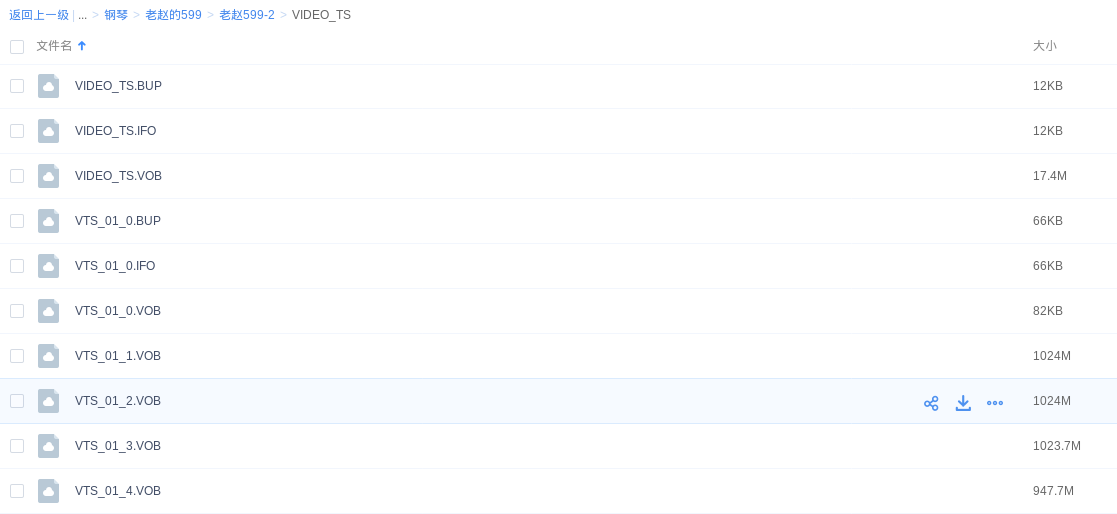 返回上一级 | ... > 钢琴 > 老赵的599 > 老赵599-2 > VIDEO_TS
文件名 大小
VIDEO_TS.BUP 12KB
VIDEO_TS.IFO 12KB
VIDEO_TS.VOB 17.4M
VTS_01_0.BUP 66KB
VTS_01_0.IFO 66KB
VTS_01_0.VOB 82KB
VTS_01_1.VOB 1024M
VTS_01_2.VOB 1024M
VTS_01_3.VOB 1023.7M
VTS_01_4.VOB 947.7M